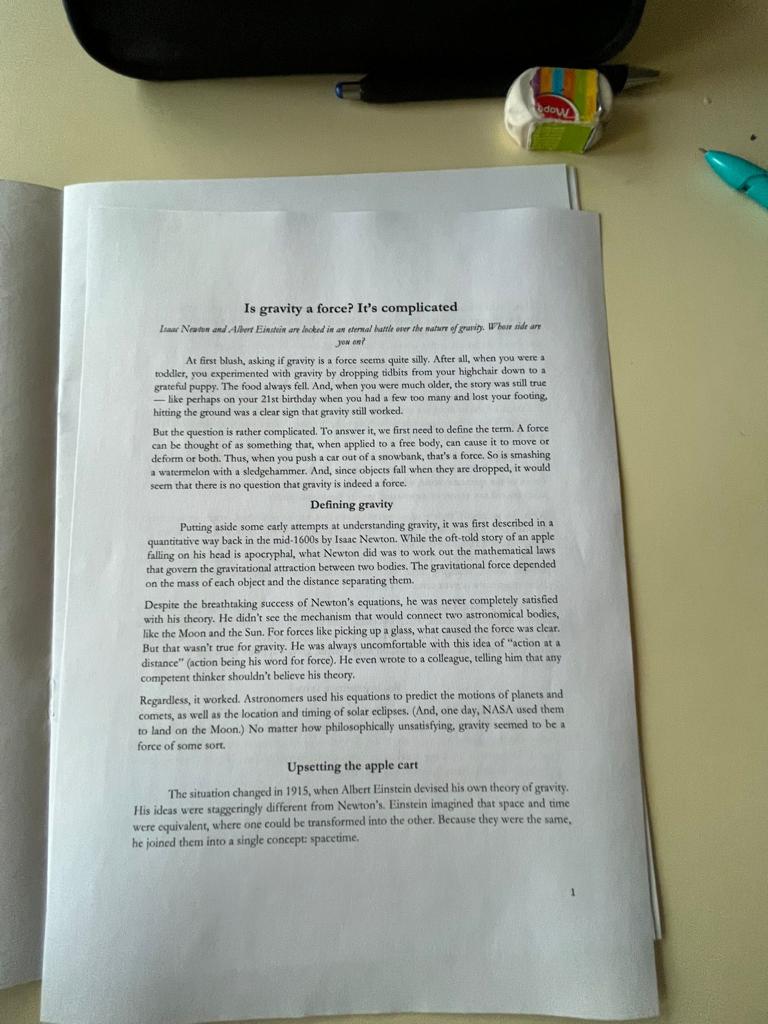 Maped
Is gravity a force? It's complicated
Isaac Newton and Albert Einstein are locked in an eternal battle over the nature of gravity. Whose side are
you on?
At first blush, asking if gravity is a force seems quite silly. After all, when you were a
toddler, you experimented with gravity by dropping tidbits from your highchair down to a
grateful puppy. The food always fell. And, when you were much older, the story was still true
— like perhaps on your 21st birthday when you had a few too many and lost your footing,
hitting the ground was a clear sign that gravity still worked.
But the question is rather complicated. To answer it, we first need to define the term. A force
can be thought of as something that, when applied to a free body, can cause it to move or
deform or both. Thus, when you push a car out of a snowbank, that's a force. So is smashing
a watermelon with a sledgehammer. And, since objects fall when they are dropped, it would
seem that there is no question that gravity is indeed a force.
Defining gravity
Putting aside some early attempts at understanding gravity, it was first described in a
quantitative way back in the mid-1600s by Isaac Newton. While the oft-told story of an apple
falling on his head is apocryphal, what Newton did was to work out the mathematical laws
that govern the gravitational attraction between two bodies. The gravitational force depended
on the mass of each object and the distance separating them.
Despite the breathtaking success of Newton's equations, he was never completely satisfied
with his theory. He didn't see the mechanism that would connect two astronomical bodies,
like the Moon and the Sun. For forces like picking up a glass, what caused the force was clear.
But that wasn't true for gravity. He was always uncomfortable with this idea of "action at a
distance" (action being his word for force). He even wrote to a colleague, telling him that any
competent thinker shouldn't believe his theory.
Regardless, it worked. Astronomers used his equations to predict the motions of planets and
comets, as well as the location and timing of solar eclipses. (And, one day, NASA used them
to land on the Moon.) No matter how philosophically unsatisfying, gravity seemed to be a
force of some sort.
Upsetting the apple cart
The situation changed in 1915, when Albert Einstein devised his own theory of gravity.
His ideas were staggeringly different from Newton's. Einstein imagined that space and time
were equivalent, where one could be transformed into the other. Because they were the same,
he joined them into a single concept: spacetime.
1